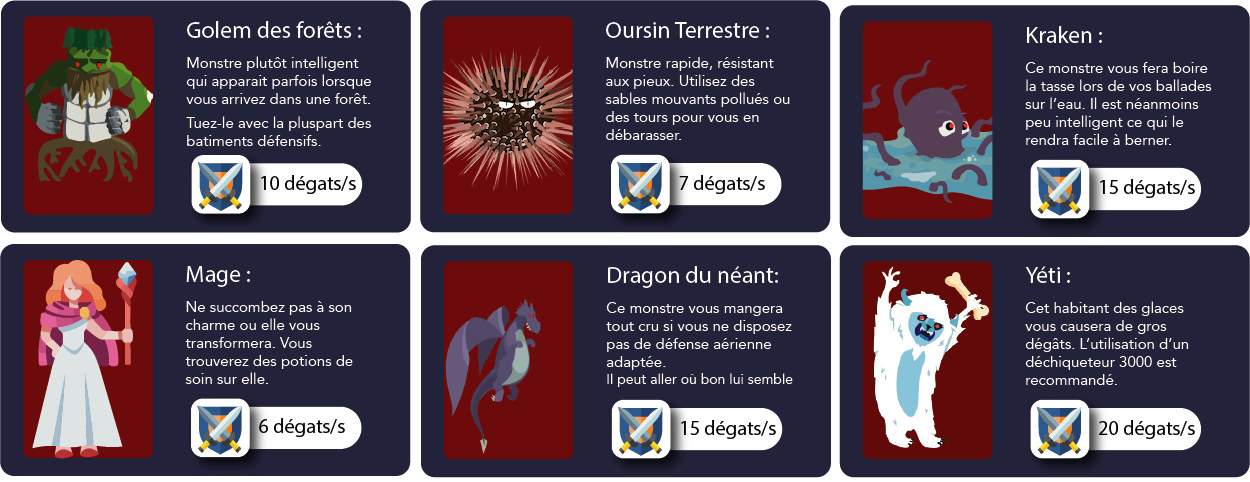 Golem des forêts :
Monstre plutôt intelligent
qui apparait parfois lorsque
vous arrivez dans une forêt.
Tuez-le avec la pluspart des
batiments défensifs.
10 dégats/s
Oursin Terrestre :
Monstre rapide, résistant
aux pieux. Utilisez des
sables mouvants pollués ou
des tours pour vous en
débarasser.
7 dégats/s
Kraken :
Ce monstre vous fera boire
la tasse lors de vos ballades
sur l'eau. Il est néanmoins
peu intelligent ce qui le
rendra facile à berner.
15 dégats/s
Mage :
Ne succombez pas à son
charme ou elle vous
transformera. Vous
trouverez des potions de
soin sur elle.
6 dégats/s
Dragon du néant:
Ce monstre vous mangera
tout cru si vous ne disposez
pas de défense aérienne
adaptée.
Il peut aller où bon lui semble
15 dégats/s
Yéti :
Cet habitant des glaces
vous causera de gros
dégâts. L'utilisation d'un
déchiqueteur 3000 est
recommandé.
20 dégats/s